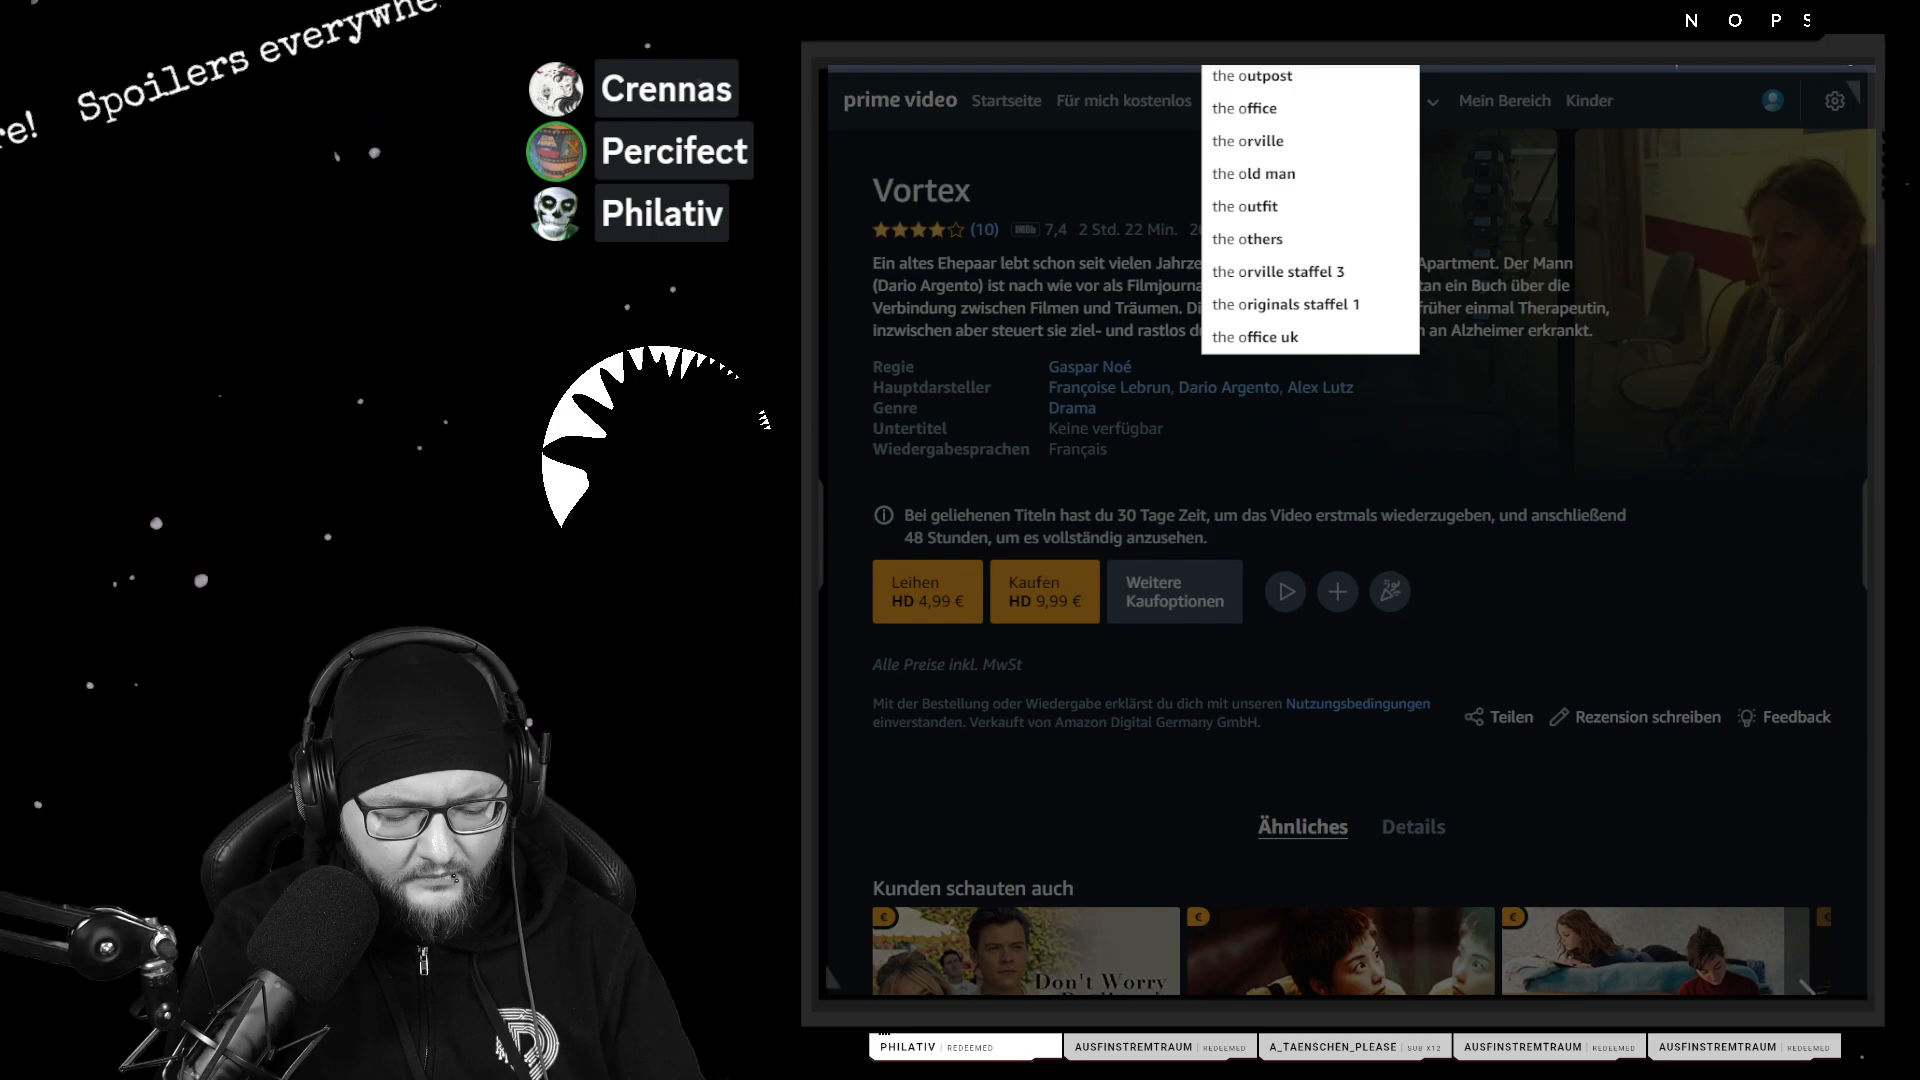 Spoilers everywhe
re!
N O P S
Crennas
Percifect
Philativ
prime video Startseite Für mich kostenlos Mein Bereich Kinder
the outpost
the office
the orville
the old man
the outfit
the others
the orville staffel 3
the originals staffel 1
the office uk
Vortex
(10) IMDb 7,4 2 Std. 22 Min.
Ein altes Ehepaar lebt schon seit vielen Jahrze Apartment. Der Mann
(Dario Argento) ist nach wie vor als Filmjourna tan ein Buch über die
Verbindung zwischen Filmen und Träumen. Di rüher einmal Therapeutin,
inzwischen aber steuert sie ziel- und rastlos d an Alzheimer erkrankt.
Regie Gaspar Noé
Hauptdarsteller Françoise Lebrun, Dario Argento, Alex Lutz
Genre Drama
Untertitel Keine verfügbar
Wiedergabesprachen Français
Bei geliehenen Titeln hast du 30 Tage Zeit, um das Video erstmals wiederzugeben, und anschließend
48 Stunden, um es vollständig anzusehen.
Leihen
HD 4,99 €
Kaufen
HD 9,99 €
Weitere
Kaufoptionen
Alle Preise inkl. MwSt
Mit der Bestellung oder Wiedergabe erklärst du dich mit unseren Nutzungsbedingungen
einverstanden. Verkauft von Amazon Digital Germany GmbH.
Teilen Rezension schreiben Feedback
Ähnliches Details
Kunden schauten auch
€ € € €
Don't Worry
PHILATIV | REDEEMED AUSFINSTREMTRAUM | REDEEMED A_TAENSCHEN_PLEASE | SUB X12 AUSFINSTREMTRAUM | REDEEMED AUSFINSTREMTRAUM | REDEEMED